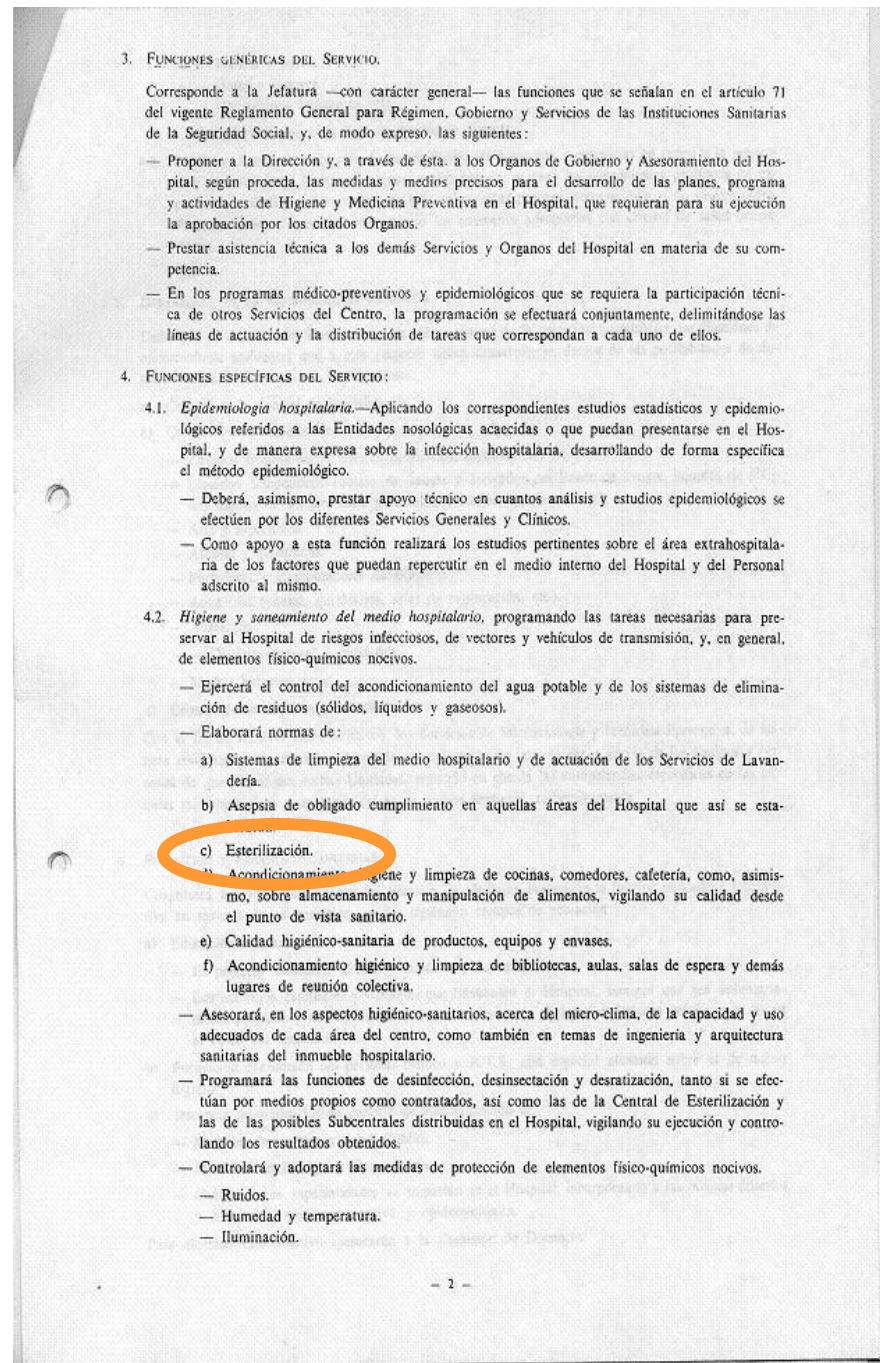 3. FUNCIONES GENÉRICAS DEL SERVICIO.
Corresponde a la Jefatura —con carácter general— las funciones que se señalan en el artículo 71
del vigente Reglamento General para Régimen, Gobierno y Servicios de las Instituciones Sanitarias
de la Seguridad Social, y, de modo expreso, las siguientes:
— Proponer a la Dirección y, a través de ésta, a los Organos de Gobierno y Asesoramiento del Hos-
pital, según proceda, las medidas y medios precisos para el desarrollo de las planes, programa
y actividades de Higiene y Medicina Preventiva en el Hospital, que requieran para su ejecución
la aprobación por los citados Organos.
— Prestar asistencia técnica a los demás Servicios y Organos del Hospital en materia de su com-
petencia.
— En los programas médico-preventivos y epidemiológicos que se requiera la participación técni-
ca de otros Servicios del Centro, la programación se efectuará conjuntamente, delimitándose las
líneas de actuación y la distribución de tareas que correspondan a cada uno de ellos.
4. FUNCIONES ESPECÍFICAS DEL SERVICIO:
4.1. Epidemiologia hospitalaria.—Aplicando los correspondientes estudios estadísticos y epidemio-
lógicos referidos a las Entidades nosológicas acaecidas o que puedan presentarse en el Hos-
pital, y de manera expresa sobre la infección hospitalaria, desarrollando de forma específica
el método epidemiológico.
— Deberá, asimismo, prestar apoyo técnico en cuantos análisis y estudios epidemiológicos se
efectúen por los diferentes Servicios Generales y Clínicos.
— Como apoyo a esta función realizará los estudios pertinentes sobre el área extrahospitala-
ria de los factores que puedan repercutir en el medio interno del Hospital y del Personal
adscrito al mismo.
4.2. Higiene y saneamiento del medio hospitalario, programando las tareas necesarias para pre-
servar al Hospital de riesgos infecciosos, de vectores y vehículos de transmisión, y, en general,
de elementos físico-químicos nocivos.
— Ejercerá el control del acondicionamiento del agua potable y de los sistemas de elimina-
ción de residuos (sólidos, líquidos y gaseosos).
— Elaborará normas de:
a) Sistemas de limpieza del medio hospitalario y de actuación de los Servicios de Lavan-
dería.
b) Asepsia de obligado cumplimiento en aquellas áreas del Hospital que así se esta-
c) Esterilización.
Acondicionamiento higiene y limpieza de cocinas, comedores, cafetería, como, asimis-
mo, sobre almacenamiento y manipulación de alimentos, vigilando su calidad desde
el punto de vista sanitario.
e) Calidad higiénico-sanitaria de productos, equipos y envases.
f) Acondicionamiento higiénico y limpieza de bibliotecas, aulas, salas de espera y demás
lugares de reunión colectiva.
— Asesorará, en los aspectos higiénico-sanitarios, acerca del micro-clima, de la capacidad y uso
adecuados de cada área del centro, como también en temas de ingeniería y arquitectura
sanitarias del inmueble hospitalario.
— Programará las funciones de desinfección, desinsectación y desratización, tanto si se efec-
túan por medios propios como contratados, así como las de la Central de Esterilización y
las de las posibles Subcentrales distribuidas en el Hospital, vigilando su ejecución y contro-
lando los resultados obtenidos.
— Controlará y adoptará las medidas de protección de elementos físico-químicos nocivos.
— Ruidos.
— Humedad y temperatura.
— Iluminación.
— 2 —